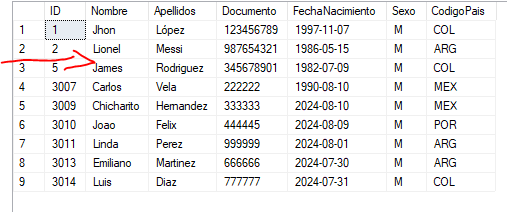 ID Nombre Apellidos Documento FechaNacimiento Sexo CodigoPais
1 1 Jhon López 123456789 1997-11-07 M COL
2 2 Lionel Messi 987654321 1986-05-15 M ARG
3 5 James Rodriguez 345678901 1982-07-09 M COL
4 3007 Carlos Vela 222222 1990-08-10 M MEX
5 3009 Chicharito Hernandez 333333 2024-08-10 M MEX
6 3010 Joao Felix 444445 2024-08-09 M POR
7 3011 Linda Perez 999999 2024-08-01 M ARG
8 3013 Emiliano Martinez 666666 2024-07-30 M ARG
9 3014 Luis Diaz 777777 2024-07-31 M COL